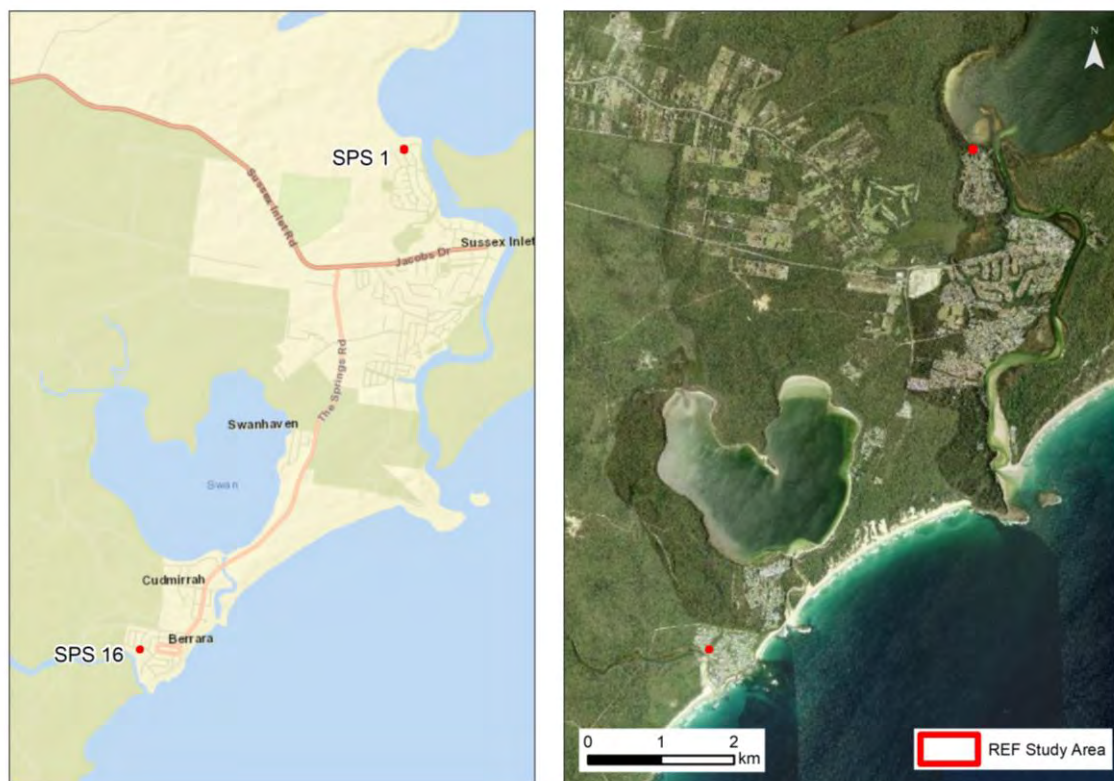 SPS 1
Sussex Inlet Rd
Sussex Inlet
Jacobs Dr
The Springs Rd
Swanhaven
Swan
Cudmirrah
Berrara
SPS 16
N
0 1 2
km
REF Study Area